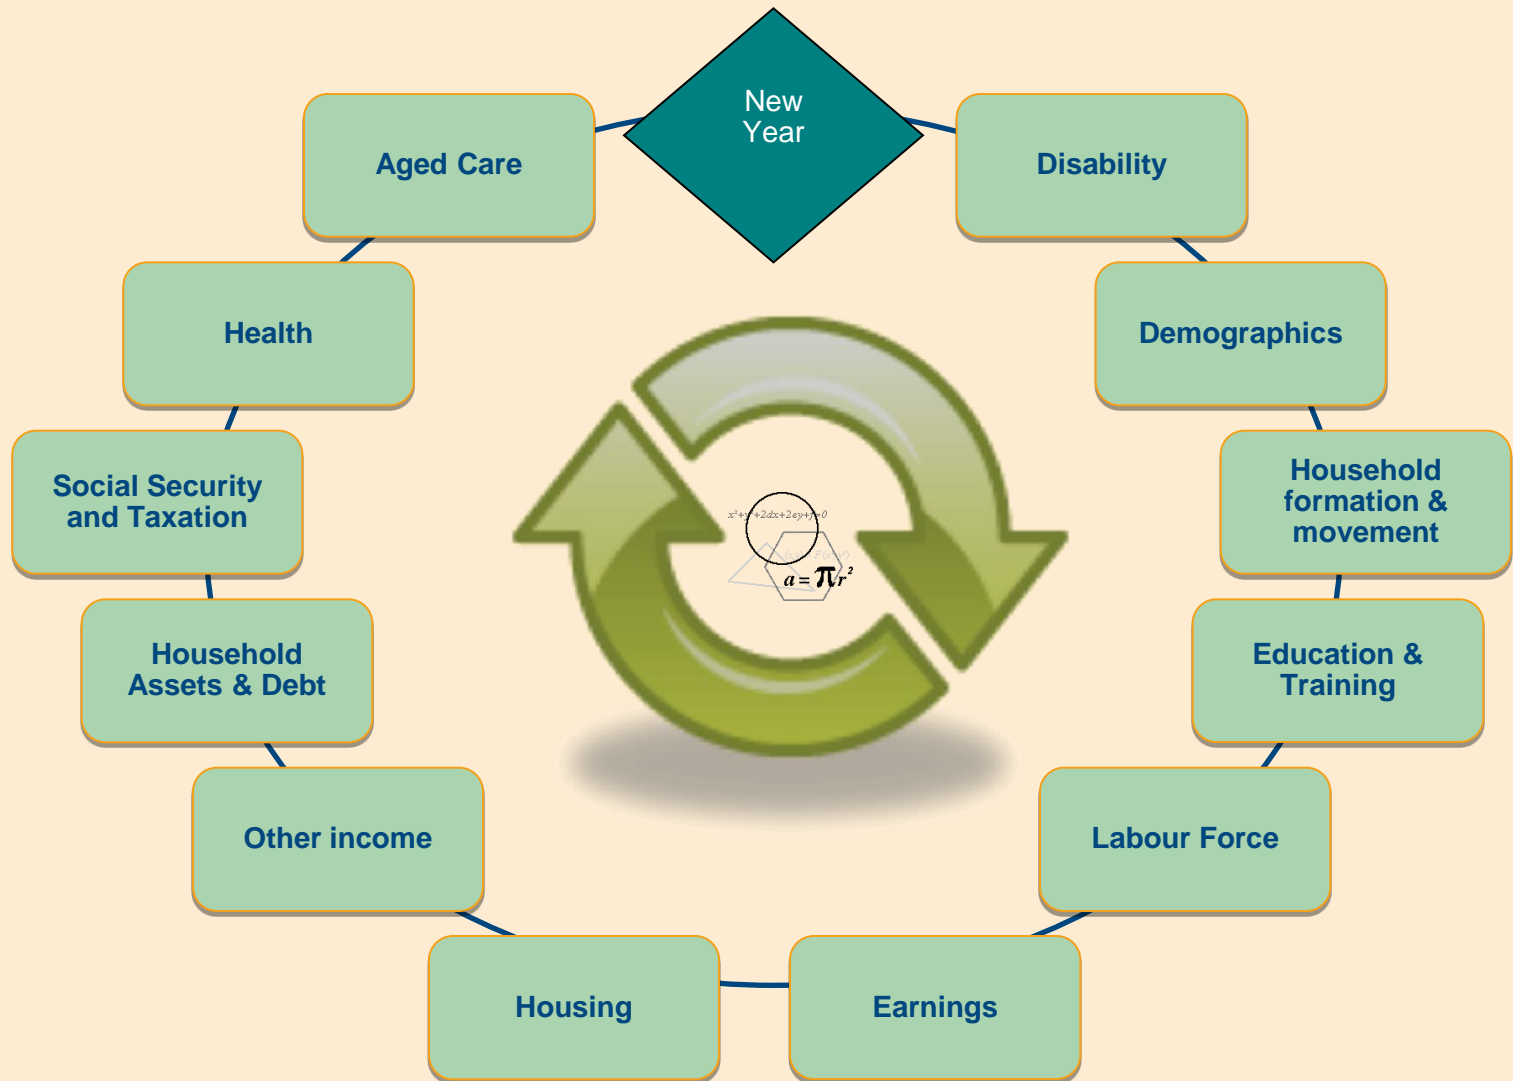 New
Year
Disability
Demographics
Household
formation &
movement
Education &
Training
Labour Force
Earnings
Housing
Other income
Household
Assets & Debt
Social Security
and Taxation
Health
Aged Care
a = πr²